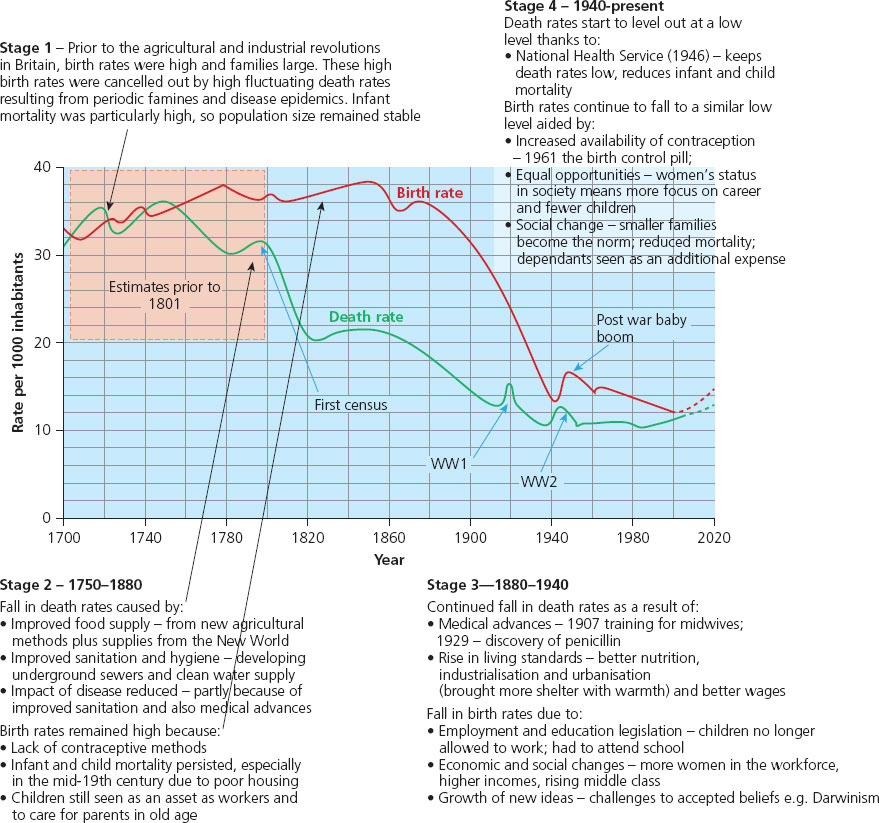 Stage 1 – Prior to the agricultural and industrial revolutions
in Britain, birth rates were high and families large. These high
birth rates were cancelled out by high fluctuating death rates
resulting from periodic famines and disease epidemics. Infant
mortality was particularly high, so population size remained stable
Stage 4 – 1940-present
Death rates start to level out at a low
level thanks to:
• National Health Service (1946) – keeps
death rates low, reduces infant and child
mortality
Birth rates continue to fall to a similar low
level aided by:
• Increased availability of contraception
– 1961 the birth control pill;
• Equal opportunities – women's status
in society means more focus on career
and fewer children
• Social change – smaller families
become the norm; reduced mortality;
dependants seen as an additional expense
Rate per 1000 inhabitants
40
30
20
10
0
Birth rate
Estimates prior to
1801
Death rate
First census
Post war baby
boom
WW1
WW2
1700 1740 1780 1820 1860 1900 1940 1980 2020
Year
Stage 2 – 1750–1880
Fall in death rates caused by:
• Improved food supply – from new agricultural
methods plus supplies from the New World
• Improved sanitation and hygiene – developing
underground sewers and clean water supply
• Impact of disease reduced – partly because of
improved sanitation and also medical advances
Birth rates remained high because:
• Lack of contraceptive methods
• Infant and child mortality persisted, especially
in the mid-19th century due to poor housing
• Children still seen as an asset as workers and
to care for parents in old age
Stage 3—1880–1940
Continued fall in death rates as a result of:
• Medical advances – 1907 training for midwives;
1929 – discovery of penicillin
• Rise in living standards – better nutrition,
industrialisation and urbanisation
(brought more shelter with warmth) and better wages
Fall in birth rates due to:
• Employment and education legislation – children no longer
allowed to work; had to attend school
• Economic and social changes – more women in the workforce,
higher incomes, rising middle class
• Growth of new ideas – challenges to accepted beliefs e.g. Darwinism